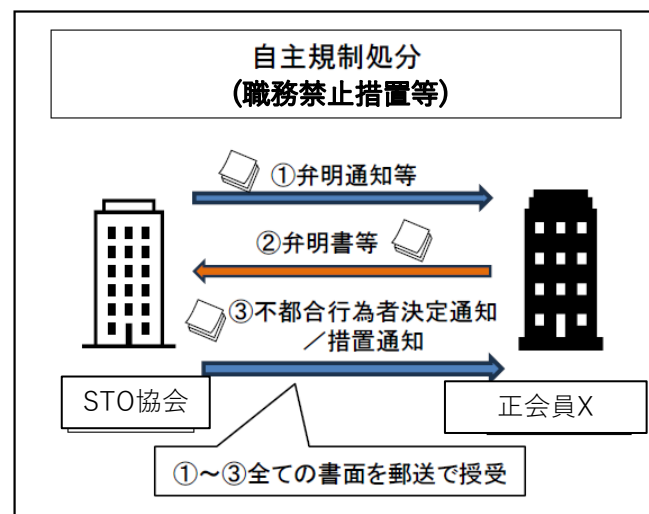 自主規制処分
(職務禁止措置等)
①弁明通知等
②弁明書等
③不都合行為者決定通知
／措置通知
STO協会
正会員X
①～③全ての書面を郵送で授受